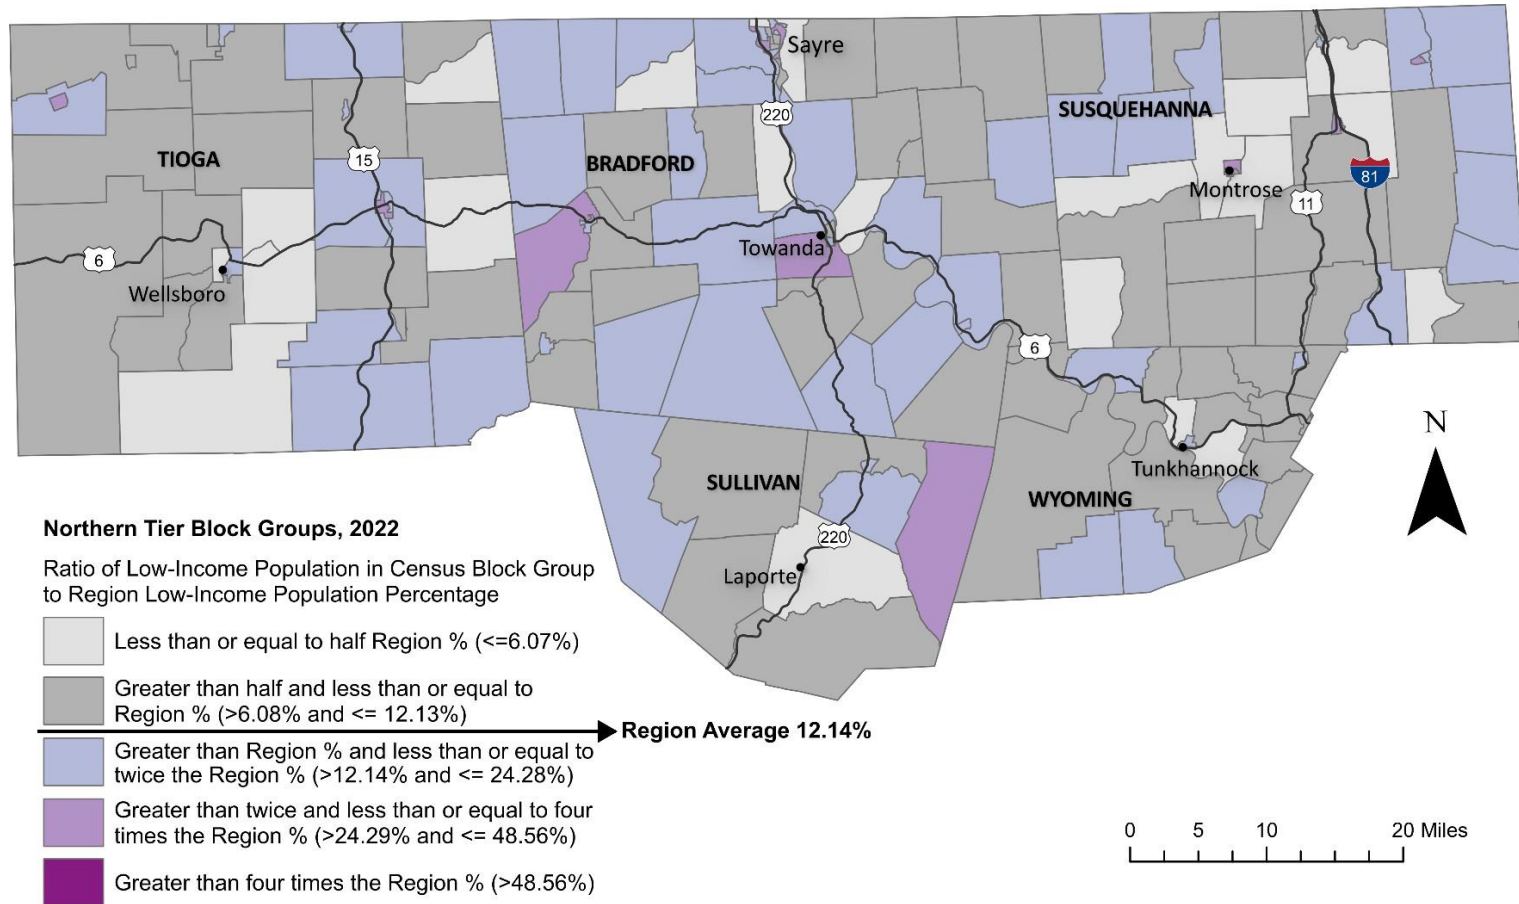 Sayre
220
SUSQUEHANNA
TIOGA
15
BRADFORD
81
Montrose
11
6
Towanda
Wellsboro
6
N
Tunkhannock
SULLIVAN
WYOMING
220
Laporte
Northern Tier Block Groups, 2022
Ratio of Low-Income Population in Census Block Group
to Region Low-Income Population Percentage
Less than or equal to half Region % (<=6.07%)
Greater than half and less than or equal to
Region % (>6.08% and <= 12.13%)
Region Average 12.14%
Greater than Region % and less than or equal to
twice the Region % (>12.14% and <= 24.28%)
Greater than twice and less than or equal to four
times the Region % (>24.29% and <= 48.56%)
Greater than four times the Region % (>48.56%)
0 5 10 20 Miles